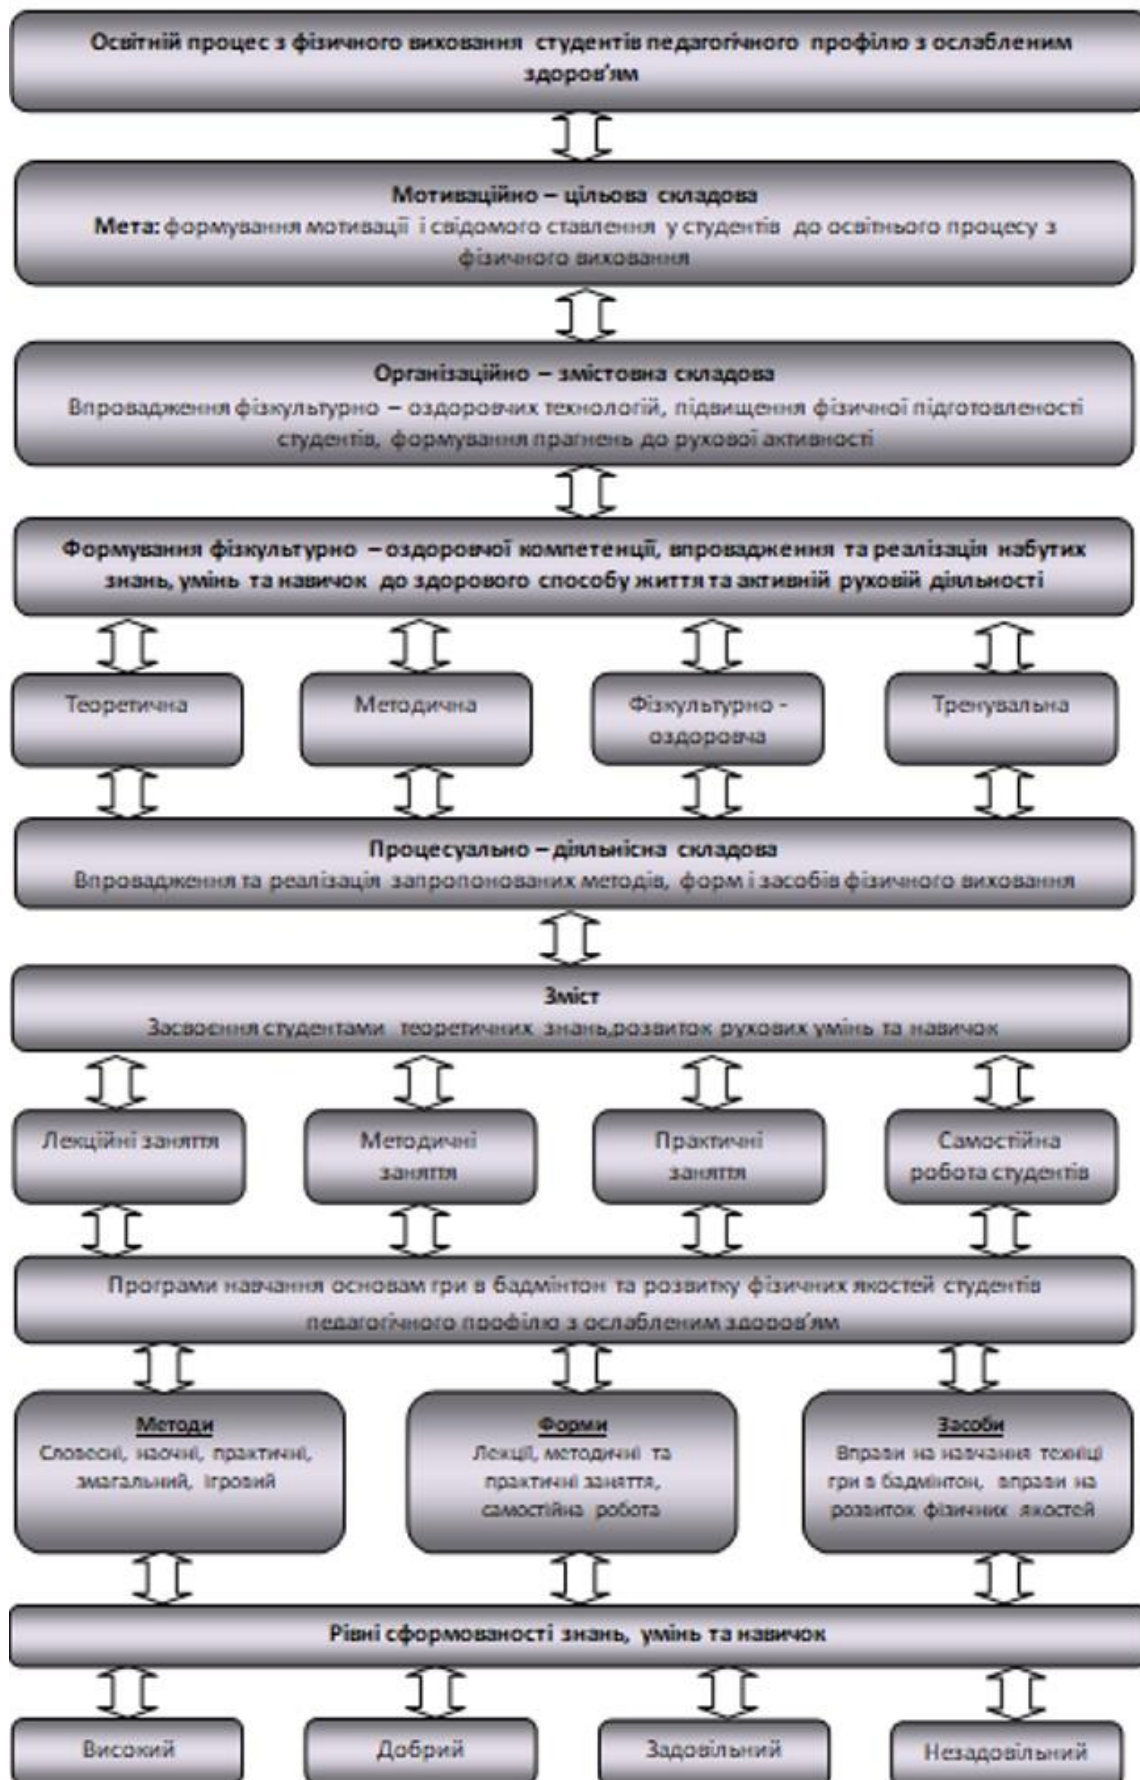 Освітній процес з фізичного виховання студентів педагогічного профілю з ослабленим
здоров'ям
Мотиваційно – цільова складова
Мета: формування мотивації і свідомого ставлення у студентів до освітнього процесу з
фізичного виховання
Організаційно – змістовна складова
Впровадження фізкультурно – оздоровчих технологій, підвищення фізичної підготовленості
студентів, формування прагнень до рухової активності
Формування фізкультурно – оздоровчої компетенції, впровадження та реалізація набутих
знань, умінь та навичок до здорового способу життя та активній руховій діяльності
Теоретична
Методична
Фізкультурно -
оздоровча
Тренувальна
Процесуально – діяльнісна складова
Впровадження та реалізація запропонованих методів, форм і засобів фізичного виховання
Зміст
Засвоєння студентами теоретичних знань,розвиток рухових умінь та навичок
Лекційні заняття
Методичні
заняття
Практичні
заняття
Самостійна
робота студентів
Програми навчання основам гри в бадмінтон та розвитку фізичних якостей студентів
педагогічного профілю з ослабленим здоров'ям
Методи
Словесні, наочні, практичні,
змагальний, ігровий
Форми
Лекції, методичні та
практичні заняття,
самостійна робота
Засоби
Вправи на навчання техніці
гри в бадмінтон, вправи на
розвиток фізичних якостей
Рівні сформованості знань, умінь та навичок
Високий
Добрий
Задовільний
Незадовільний